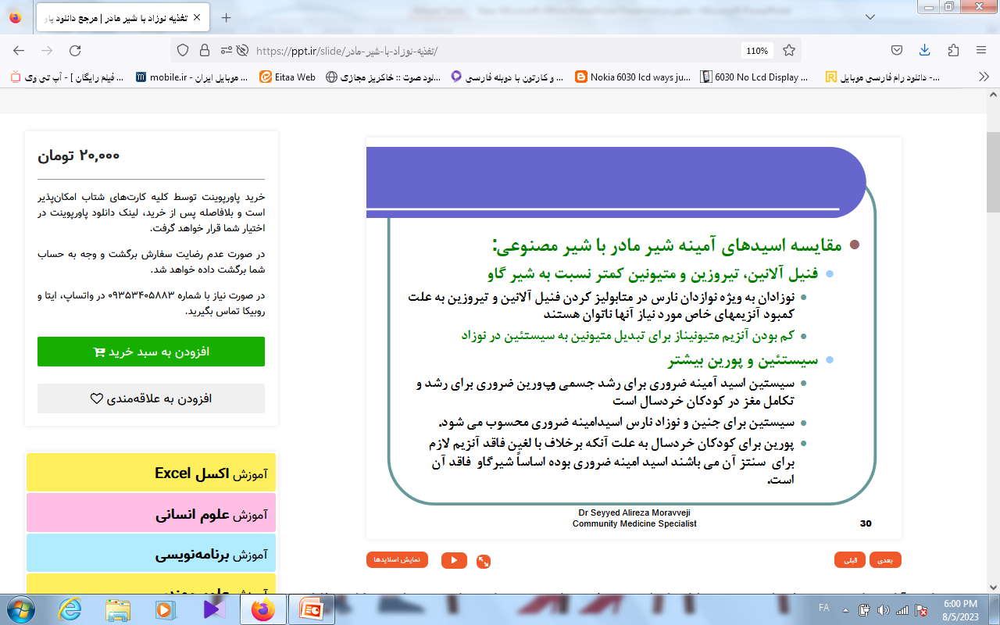 تغذیه نوزاد با شیر مادر | مرجع دانلود پاو
https://ppt.ir/slide/تغذیه-نوزاد-با-شیر-مادر/
110%
فیلم رایگان ] - آپ تی وی ...
موبایل ایران - mobile.ir ...
Eitaa Web
لود صوت :: خاکریز مجازی...
و کارتون با دوبله فارسی ...
Nokia 6030 lcd ways ju...
6030 No Lcd Display ...
- دانلود رام فارسی موبایل...
۲۰,۰۰۰ تومان
خرید پاورپوینت توسط کلیه کارت‌های شتاب امکان‌پذیر
است و بلافاصله پس از خرید، لینک دانلود پاورپوینت در
اختیار شما قرار خواهد گرفت.
در صورت عدم رضایت سفارش برگشت و وجه به حساب
شما برگشت داده خواهد شد.
در صورت نیاز با شماره ۰۹۳۵۳۴۰۵۸۸۳ در واتساپ، ایتا و
روبیکا تماس بگیرید.
افزودن به سبد خرید
افزودن به علاقه‌مندی
آموزش اکسل Excel
آموزش علوم انسانی
آموزش برنامه‌نویسی
مقایسه اسیدهای آمینه شیر مادر با شیر مصنوعی:
فنیل آلانین، تیروزین و متیونین کمتر نسبت به شیر گاو
نوزادان به ویژه نوازدان نارس در متابولیز کردن فنیل آلانین و تیروزین به علت
کمبود آنزیمهای خاص مورد نیاز آنها ناتوان هستند
کم بودن آنزیم متیونیناز برای تبدیل متیونین به سیستئین در نوزاد
سیستئین و پورین بیشتر
سیستین اسید آمینه ضروری برای رشد جسمی وپورین ضروری برای رشد و
تکامل مغز در کودکان خردسال است
سیستین برای جنین و نوزاد نارس اسیدامینه ضروری محسوب می شود.
پورین برای کودکان خردسال به علت آنکه برخلاف با لغین فاقد آنزیم لازم
برای سنتز آن می باشند اسید امینه ضروری بوده اساساً شیرگاو فاقد آن
است.
Dr Seyyed Alireza Moravveji
Community Medicine Specialist
30
نمایش اسلایدها
قبلی
بعدی
FA
6:00 PM
8/5/2023